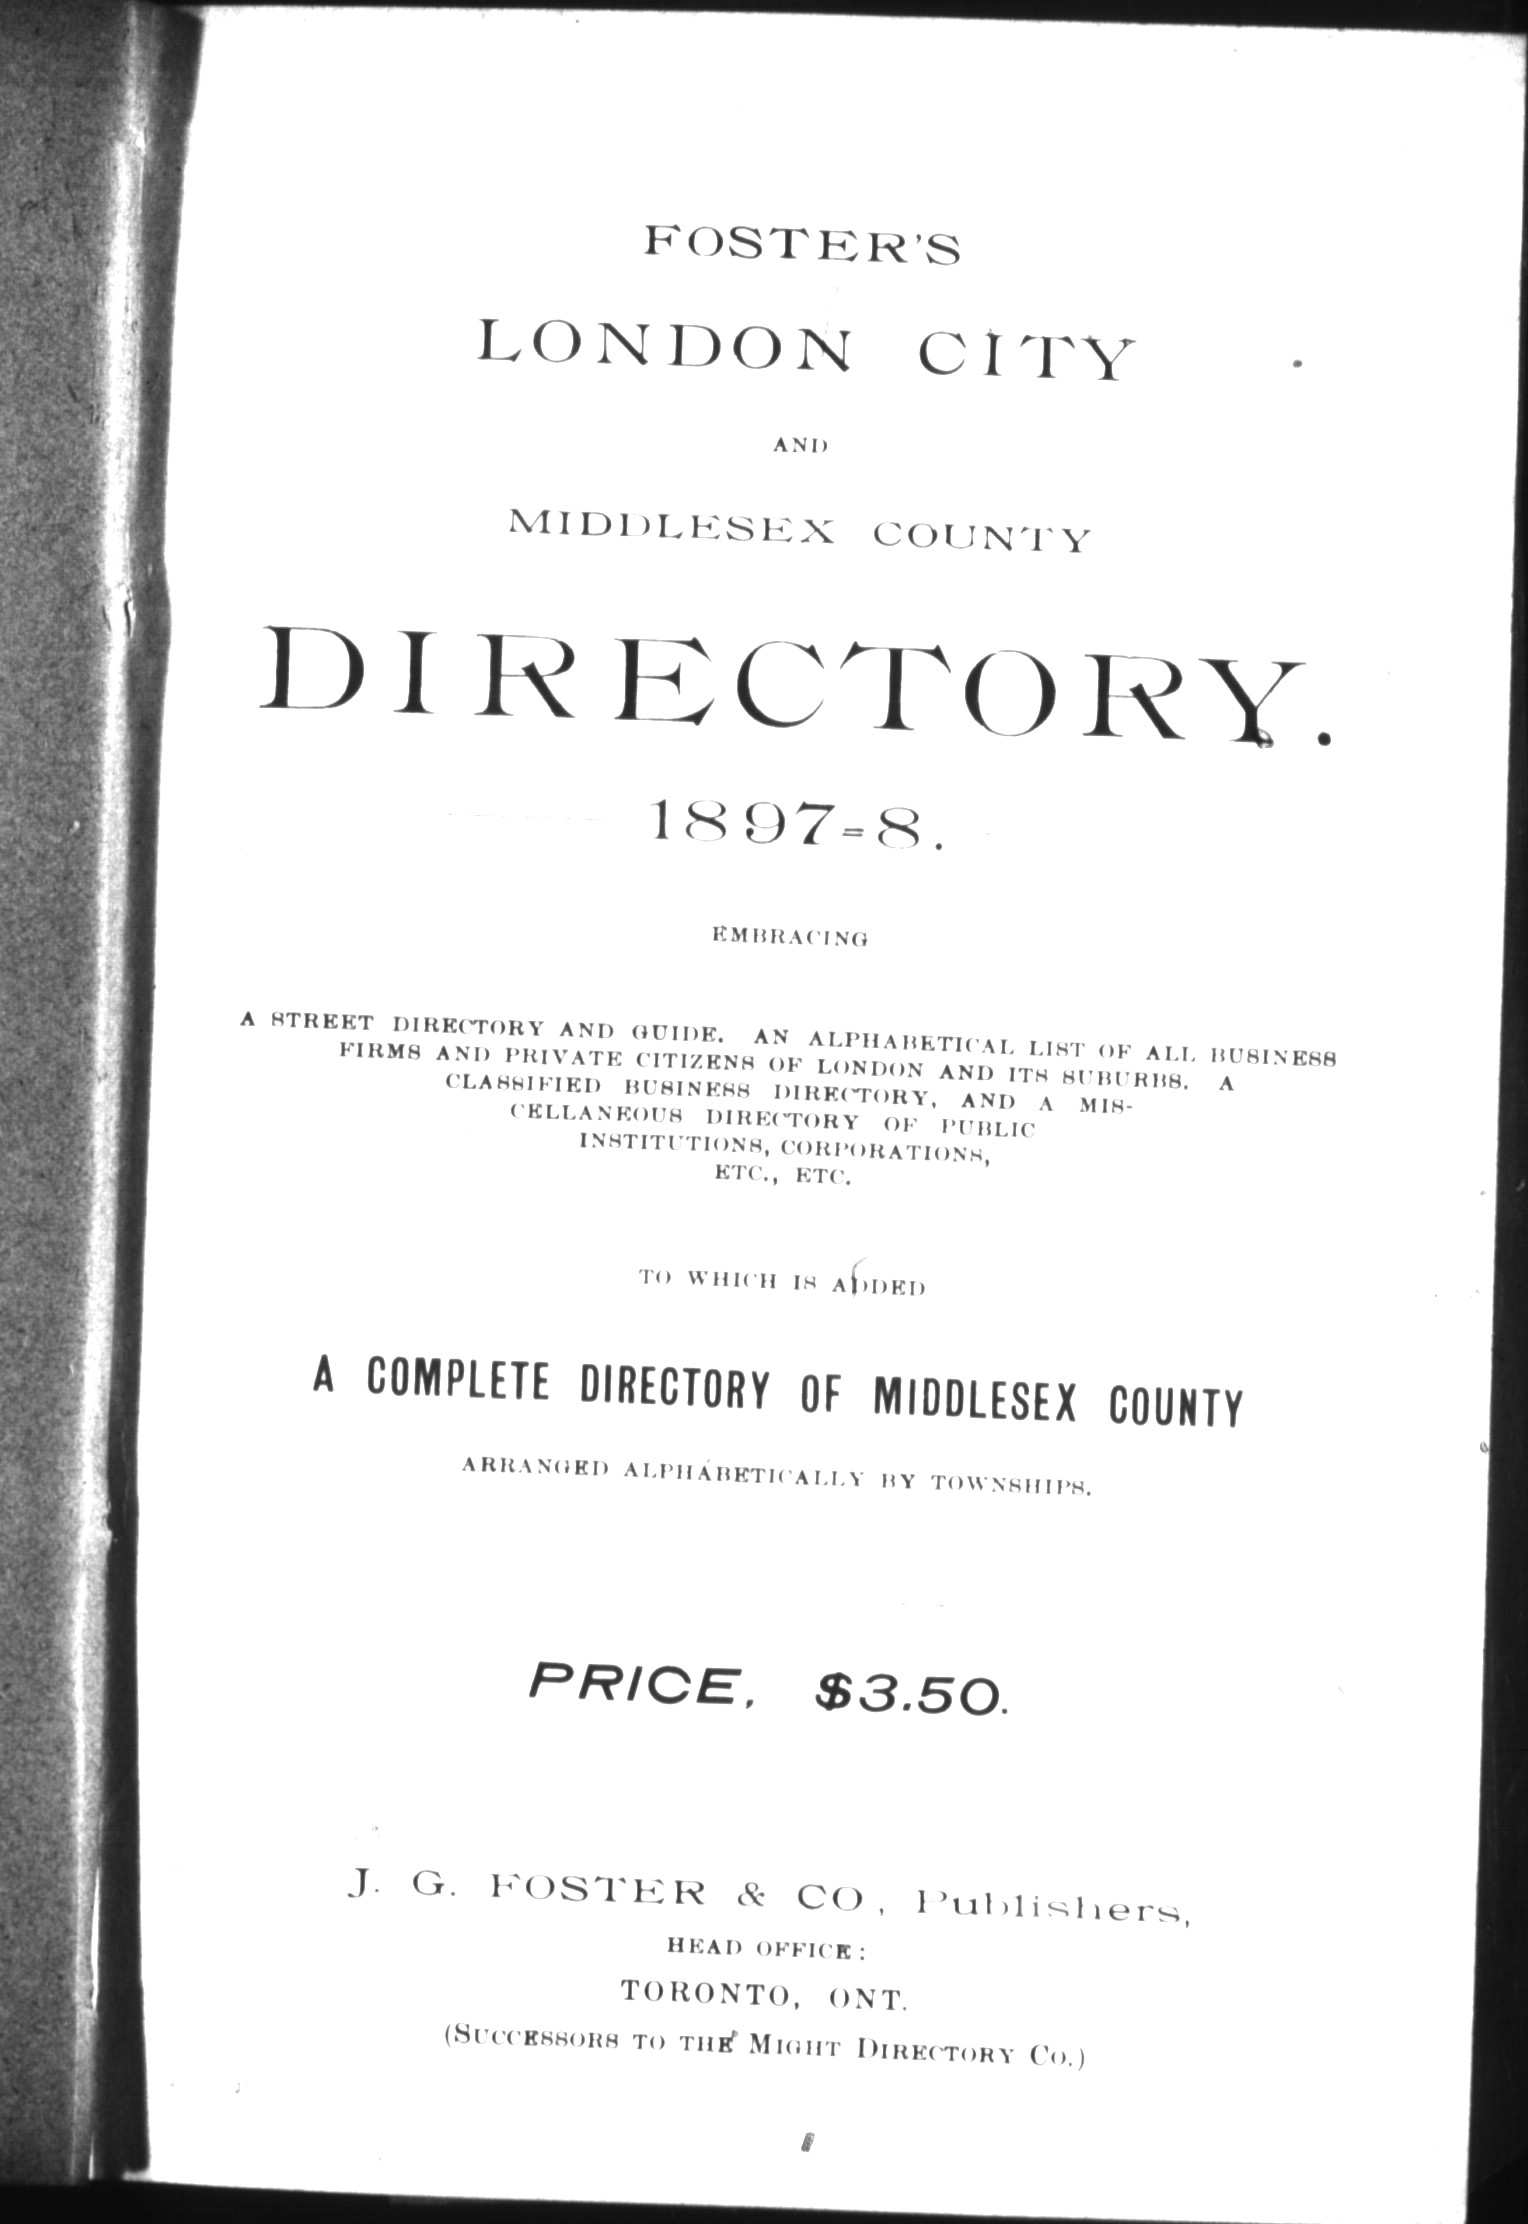 FOSTER'S
LONDON CITY
AND
MIDDLESEX COUNTY
DIRECTORY.
1897-8.
EMBRACING
A STREET DIRECTORY AND GUIDE. AN ALPHABETICAL LIST OF ALL BUSINESS
FIRMS AND PRIVATE CITIZENS OF LONDON AND ITS SUBURBS. A
CLASSIFIED BUSINESS DIRECTORY, AND A MIS-
CELLANEOUS DIRECTORY OF PUBLIC
INSTITUTIONS, CORPORATIONS,
ETC., ETC.
TO WHICH IS ADDED
A COMPLETE DIRECTORY OF MIDDLESEX COUNTY
ARRANGED ALPHABETICALLY BY TOWNSHIPS.
PRICE, $3.50.
J. G. FOSTER & CO, Publishers,
HEAD OFFICE:
TORONTO, ONT.
(SUCCESSORS TO THE MIGHT DIRECTORY CO.)